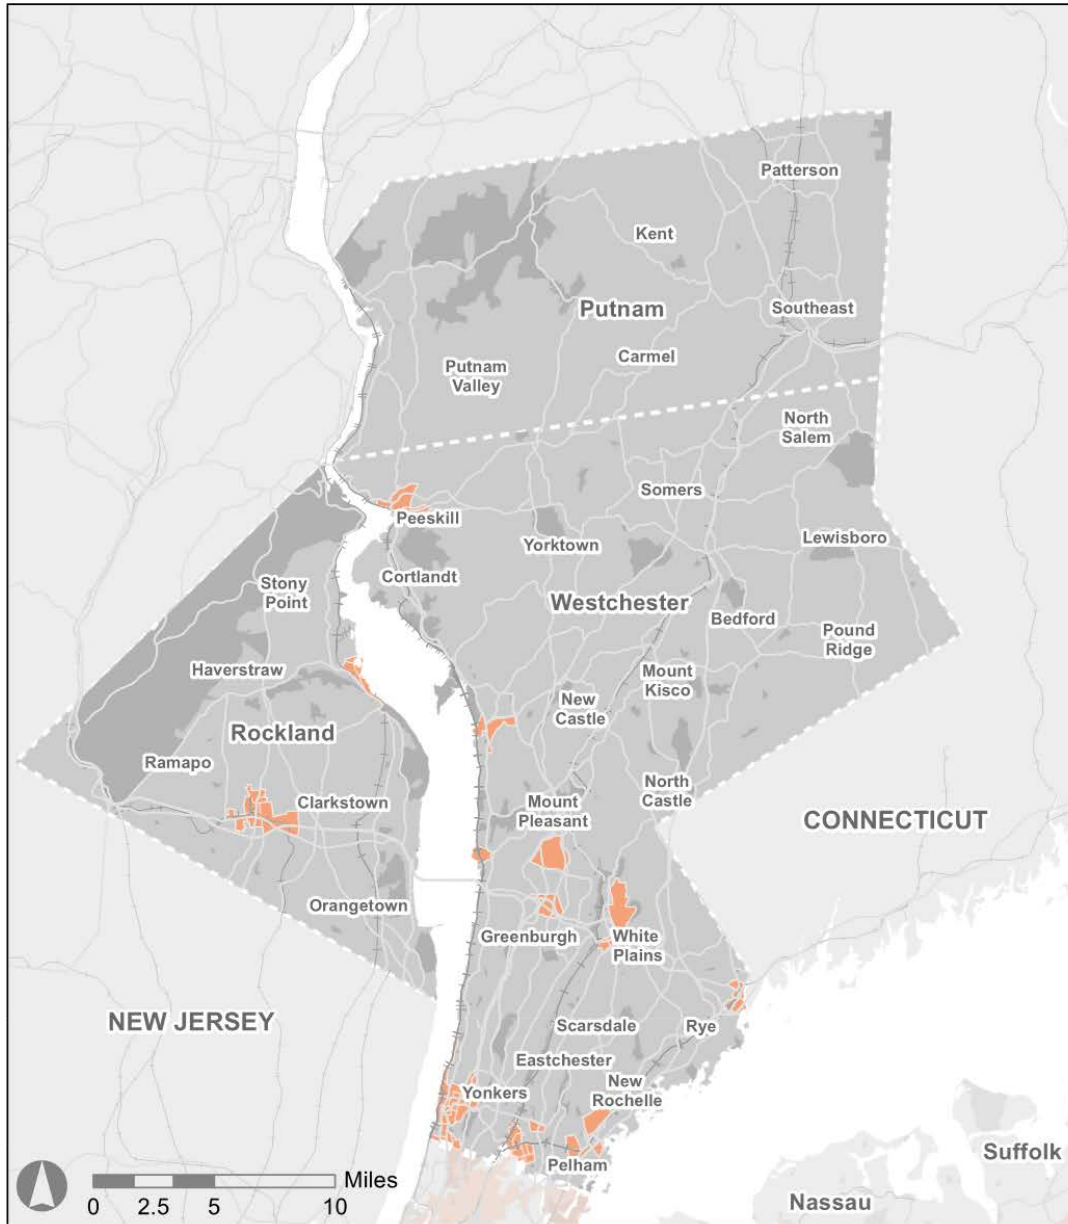 Patterson
Kent
Putnam
Southeast
Carmel
Putnam
Valley
North
Salem
Somers
Peeskill
Yorktown
Lewisboro
Cortlandt
Stony
Point
Westchester
Bedford
Pound
Ridge
Haverstraw
Mount
Kisco
New
Castle
Rockland
Ramapo
North
Castle
Clarkstown
Mount
Pleasant
CONNECTICUT
Orangetown
Greenburgh
White
Plains
NEW JERSEY
Scarsdale
Rye
Eastchester
New
Rochelle
Yonkers
Pelham
Suffolk
Nassau
Miles
0 2.5 5 10